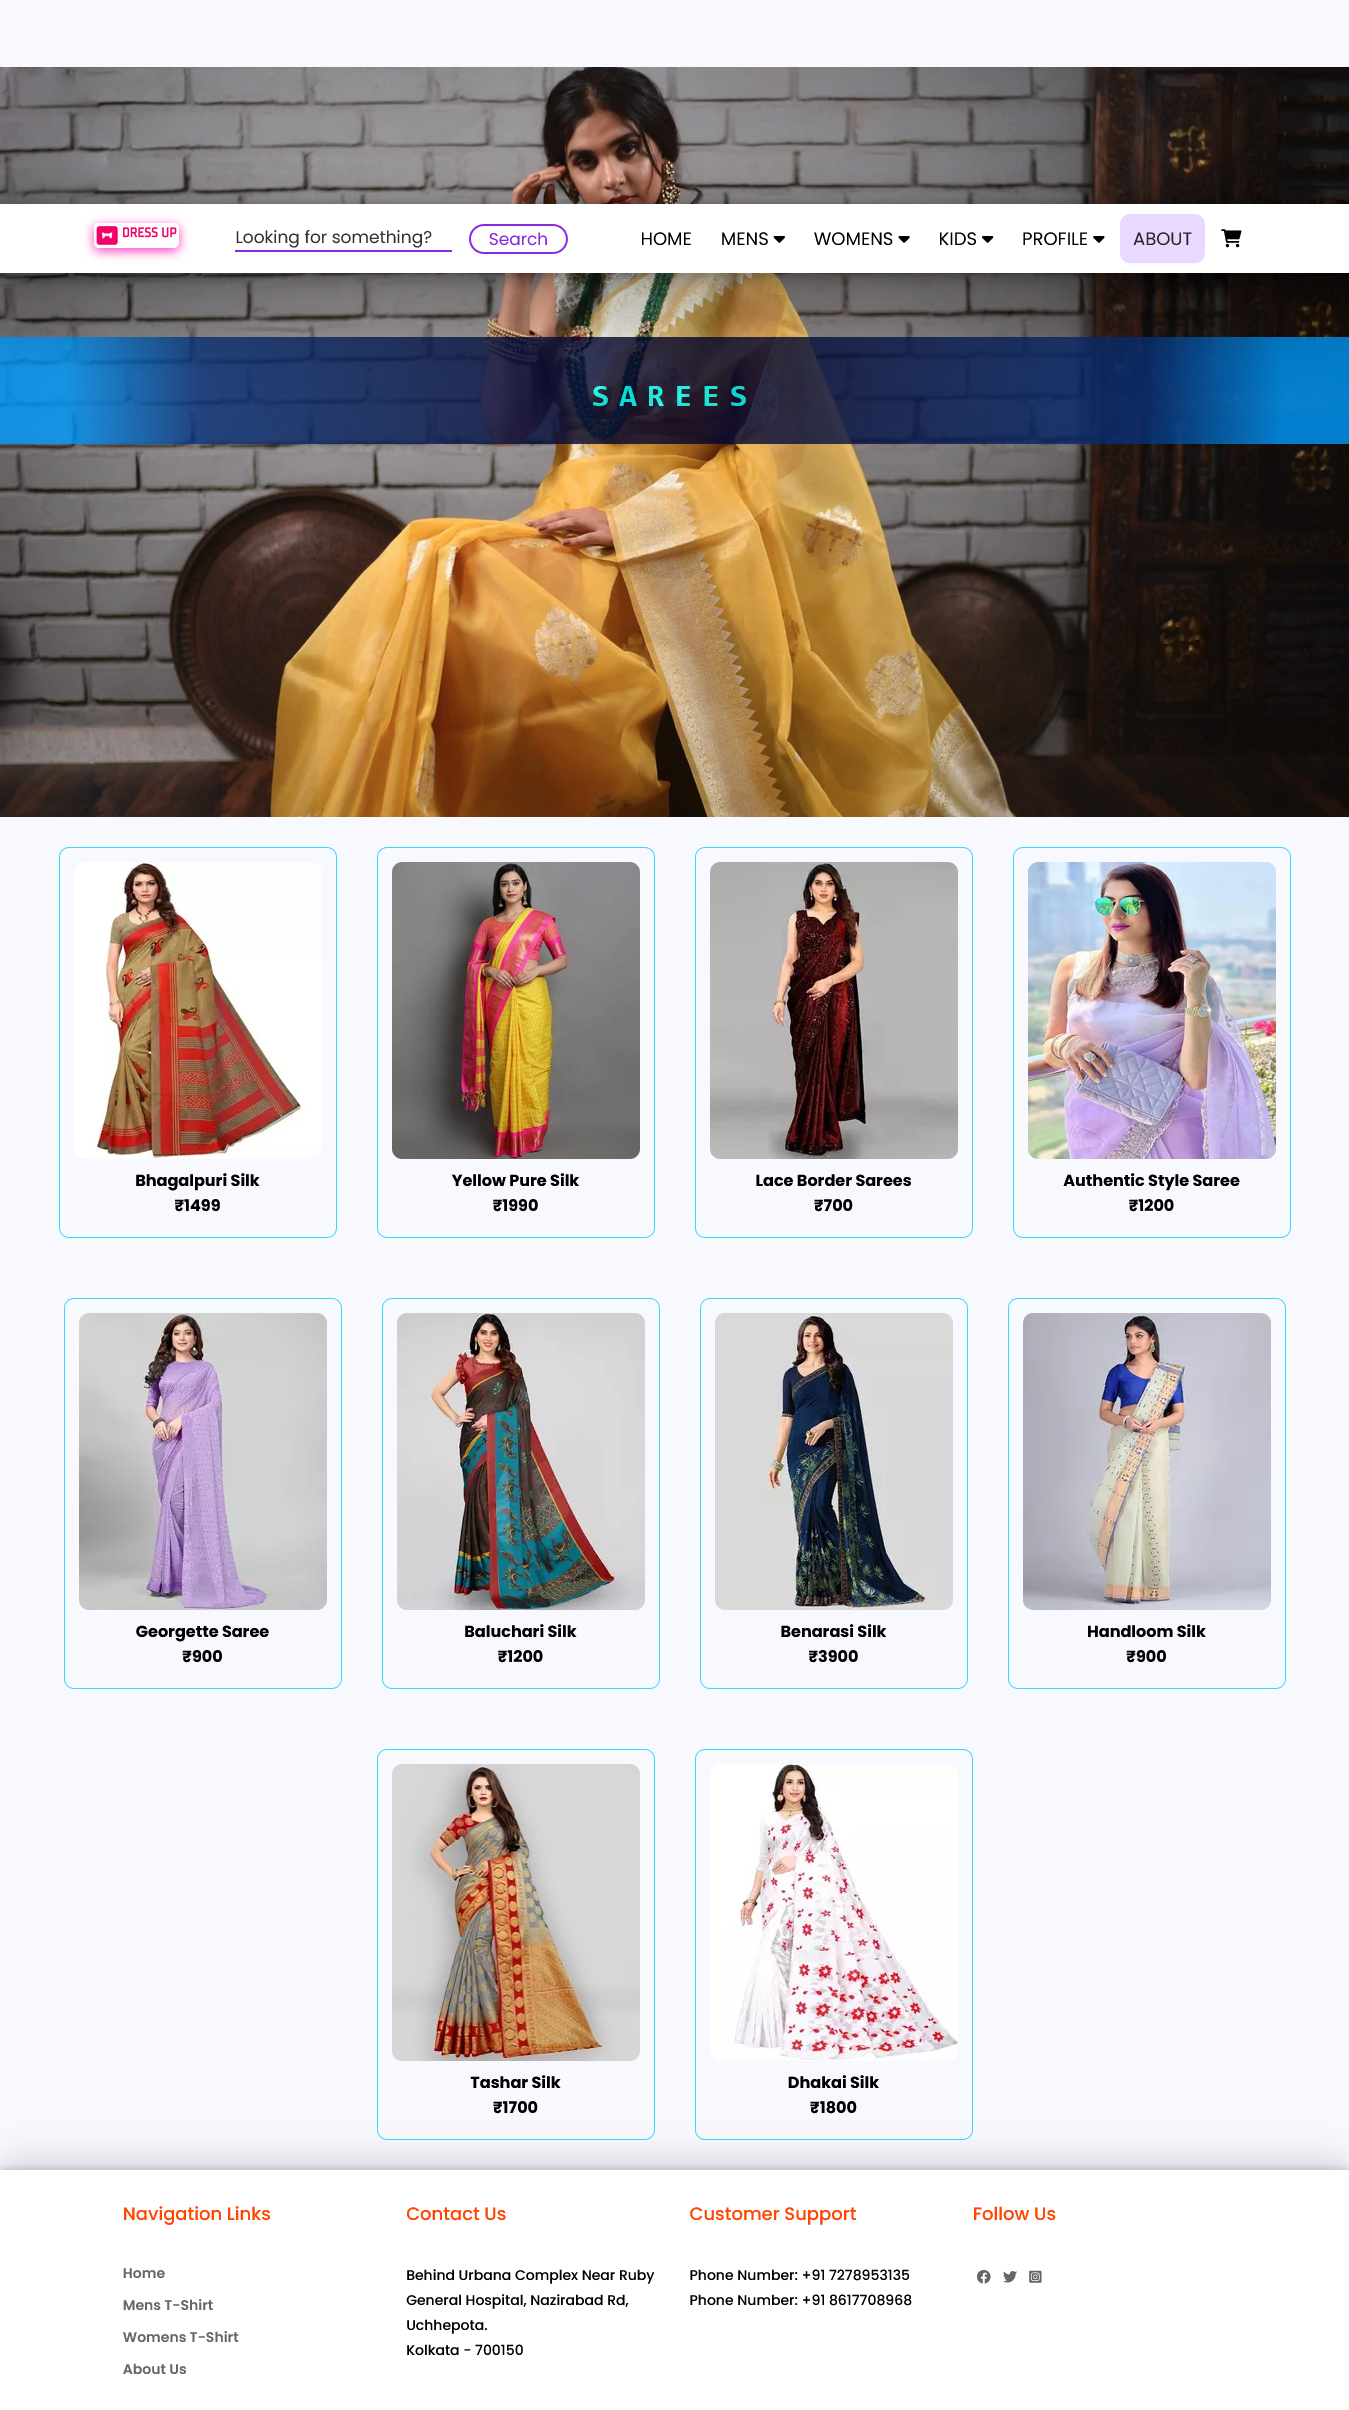 DRESS UP
Looking for something?
Search
HOME
MENS
WOMENS
KIDS
PROFILE
ABOUT
SAREES
Bhagalpuri Silk
₹1499
Yellow Pure Silk
₹1990
Lace Border Sarees
₹700
Authentic Style Saree
₹1200
Georgette Saree
₹900
Baluchari Silk
₹1200
Benarasi Silk
₹3900
Handloom Silk
₹900
Tashar Silk
₹1700
Dhakai Silk
₹1800
Navigation Links
Home
Mens T-Shirt
Womens T-Shirt
About Us
Contact Us
Behind Urbana Complex Near Ruby
General Hospital, Nazirabad Rd,
Uchhepota.
Kolkata - 700150
Customer Support
Phone Number: +91 7278953135
Phone Number: +91 8617708968
Follow Us